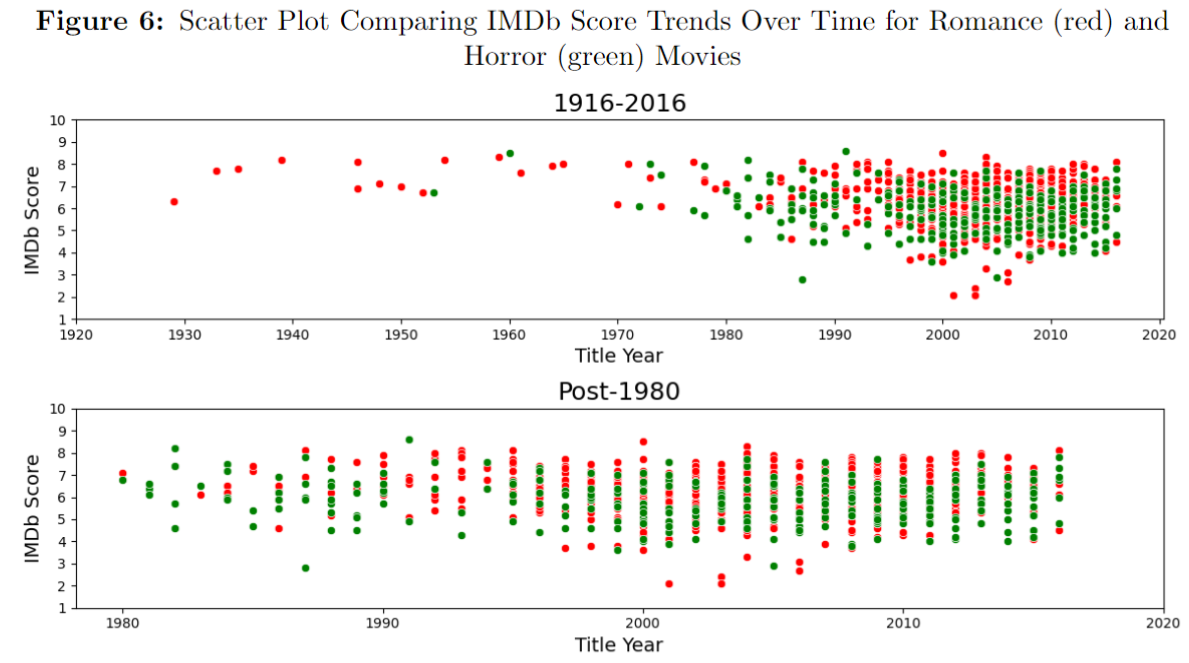 Figure 6: Scatter Plot Comparing IMDb Score Trends Over Time for Romance (red) and
Horror (green) Movies
1916-2016
10
9
8
7
6
5
4
3
2
1
IMDb Score
1920 1930 1940 1950 1960 1970 1980 1990 2000 2010 2020
Title Year
Post-1980
10
9
8
7
6
5
4
3
2
1
IMDb Score
1980 1990 2000 2010 2020
Title Year